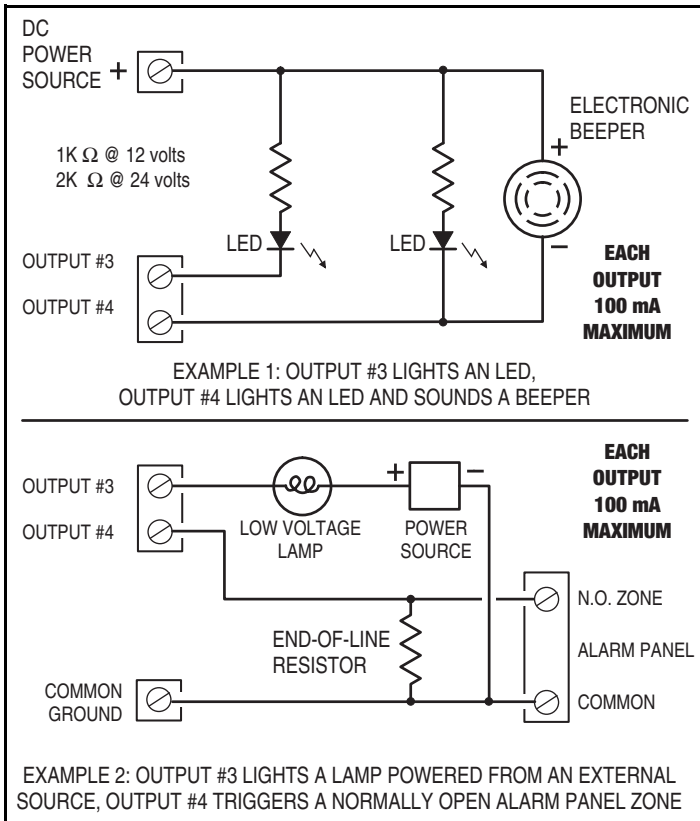 DC
POWER
SOURCE +
ELECTRONIC
BEEPER
+
1K Ω @ 12 volts
2K Ω @ 24 volts
LED
LED
−
OUTPUT #3
OUTPUT #4
EACH
OUTPUT
100 mA
MAXIMUM
EXAMPLE 1: OUTPUT #3 LIGHTS AN LED,
OUTPUT #4 LIGHTS AN LED AND SOUNDS A BEEPER
OUTPUT #3
OUTPUT #4
+ −
LOW VOLTAGE
LAMP
POWER
SOURCE
EACH
OUTPUT
100 mA
MAXIMUM
N.O. ZONE
ALARM PANEL
COMMON
END-OF-LINE
RESISTOR
COMMON
GROUND
EXAMPLE 2: OUTPUT #3 LIGHTS A LAMP POWERED FROM AN EXTERNAL
SOURCE, OUTPUT #4 TRIGGERS A NORMALLY OPEN ALARM PANEL ZONE